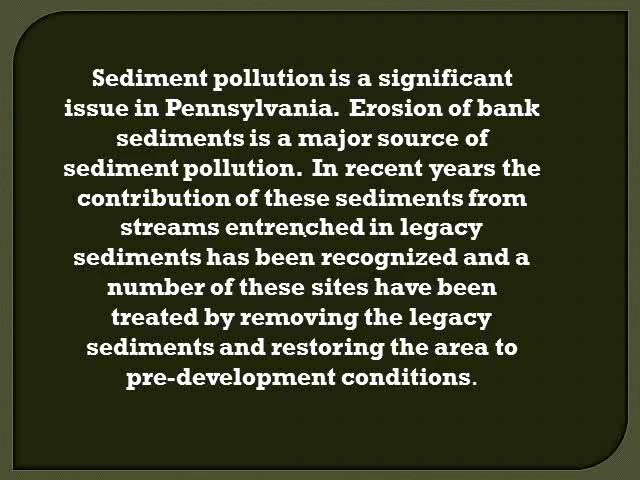 Sediment pollution is a significant
issue in Pennsylvania.  Erosion of bank
sediments is a major source of
sediment pollution.  In recent years the
contribution of these sediments from
streams entrenched in legacy
sediments has been recognized and a
number of these sites have been
treated by removing the legacy
sediments and restoring the area to
pre-development conditions.